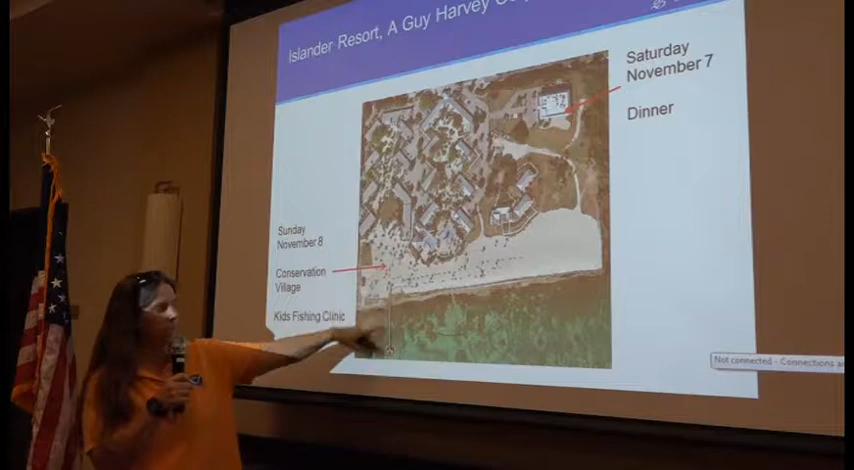 Islander Resort, A Guy Harvey
Saturday
November 7
Dinner
Sunday
November 8
Conservation
Village
Kids Fishing Clinic
Not connected - Connections